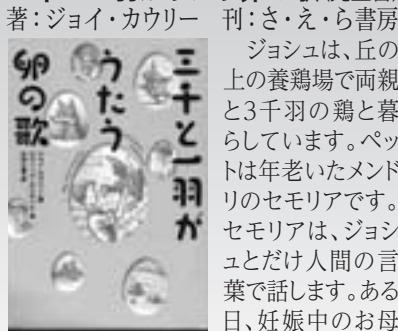 著：ジョイ・カウリー　刊：さ・え・ら書房
三千と一羽が
うたう
卵の歌
ジョシュは、丘の
上の養鶏場で両親
と3千羽の鶏と暮
らしています。ペッ
トは年老いたメンド
リのセモリアです。
セモリアは、ジョシ
ュとだけ人間の言
葉で話します。ある
日、妊娠中のお母